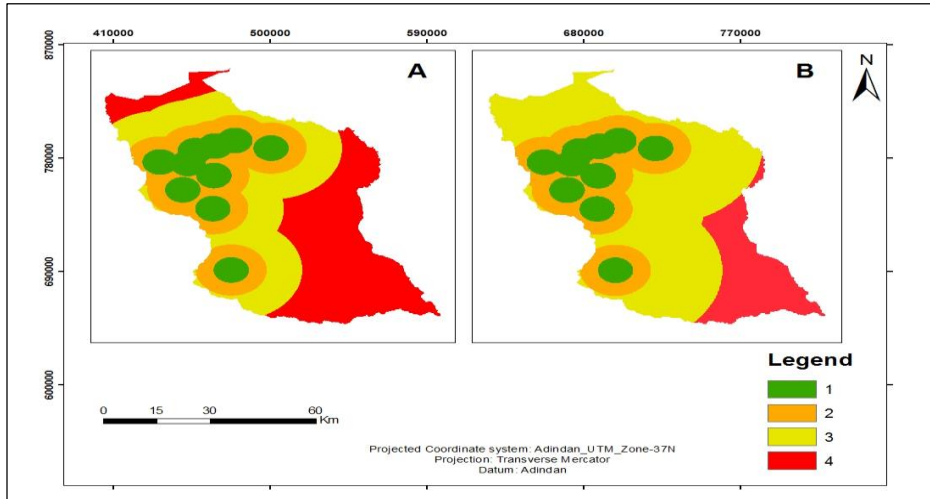 410000 500000 590000 680000 770000
870000
780000
690000
600000
A
B
N
Legend
1
2
3
4
0 15 30 60
Km
Projected Coordinate system: Adindan_UTM_Zone-37N
Projection: Transverse Mercator
Datum: Adindan